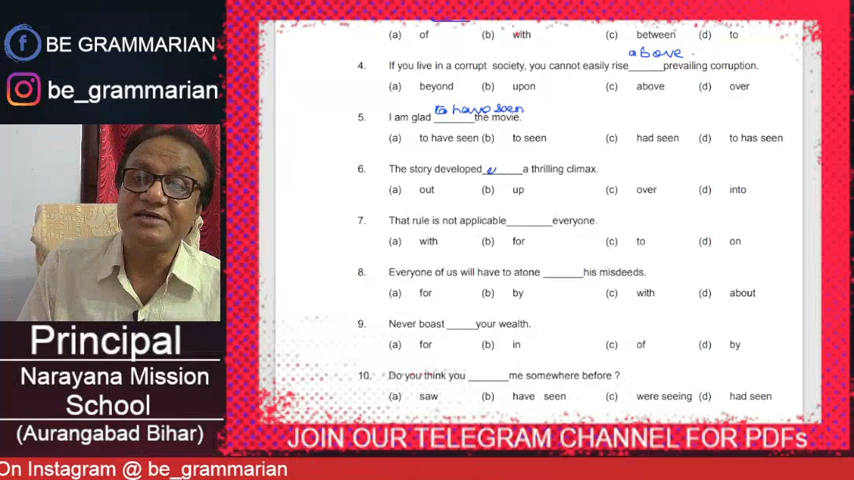 BE GRAMMARIAN
be_grammarian
(a) of (b) with (c) between (d) to
above.
4. If you live in a corrupt society, you cannot easily rise______prevailing corruption.
(a) beyond (b) upon (c) above (d) over
to have seen
5. I am glad _______the movie.
(a) to have seen (b) to seen (c) had seen (d) to has seen
6. The story developed_______a thrilling climax.
(a) out (b) up (c) over (d) into
7. That rule is not applicable________everyone.
(a) with (b) for (c) to (d) on
8. Everyone of us will have to atone _______his misdeeds.
(a) for (b) by (c) with (d) about
9. Never boast _____your wealth.
(a) for (b) in (c) of (d) by
10. Do you think you _______me somewhere before ?
(a) saw (b) have seen (c) were seeing (d) had seen
Principal
Narayana Mission
School
(Aurangabad Bihar)
JOIN OUR TELEGRAM CHANNEL FOR PDFs
On Instagram @ be_grammarian